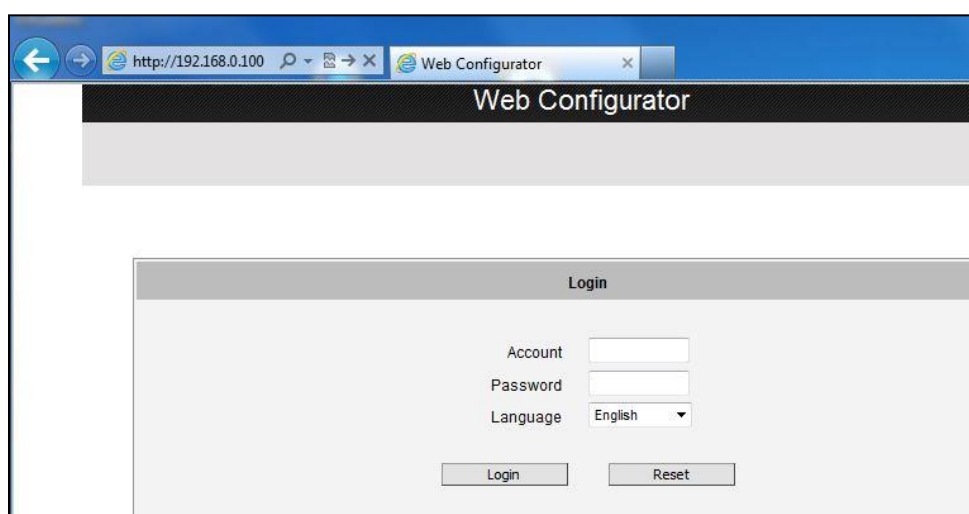 http://192.168.0.100
Web Configurator
Web Configurator
Login
Account
Password
Language English
Login Reset